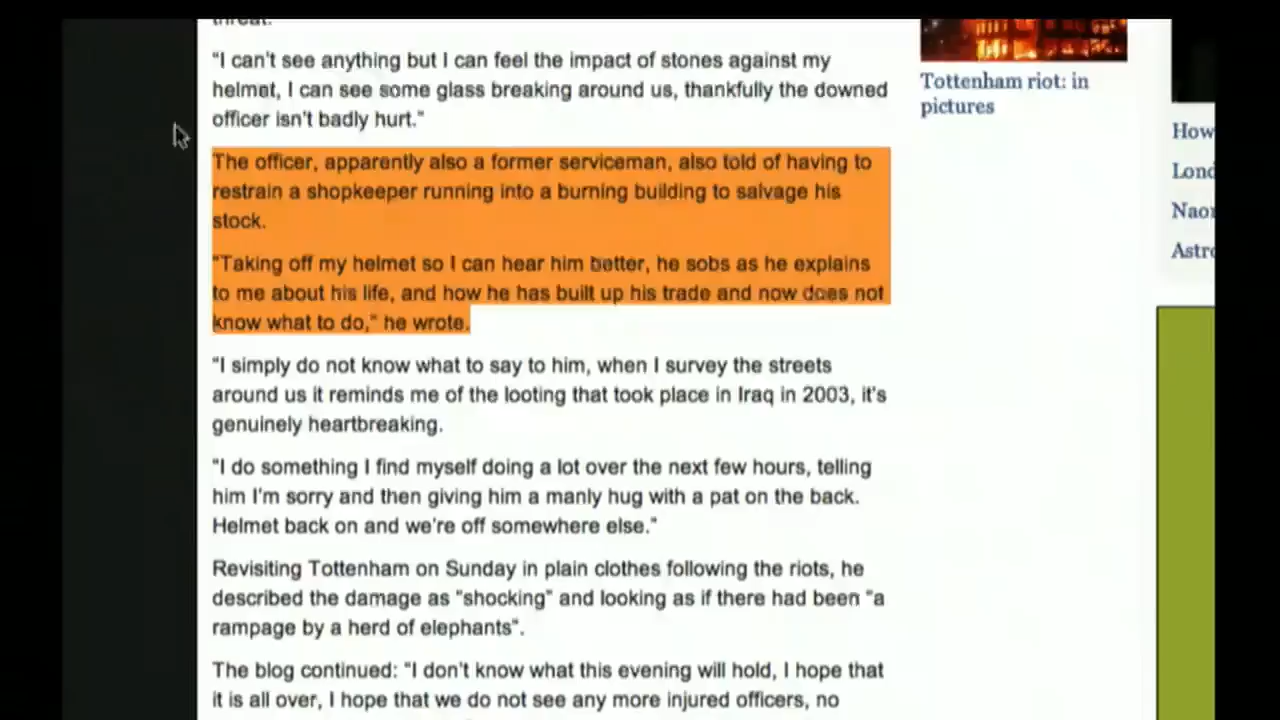 threat.
"I can't see anything but I can feel the impact of stones against my
helmet, I can see some glass breaking around us, thankfully the downed
officer isn't badly hurt."
The officer, apparently also a former serviceman, also told of having to
restrain a shopkeeper running into a burning building to salvage his
stock.
"Taking off my helmet so I can hear him better, he sobs as he explains
to me about his life, and how he has built up his trade and now does not
know what to do," he wrote.
"I simply do not know what to say to him, when I survey the streets
around us it reminds me of the looting that took place in Iraq in 2003, it's
genuinely heartbreaking.
"I do something I find myself doing a lot over the next few hours, telling
him I'm sorry and then giving him a manly hug with a pat on the back.
Helmet back on and we're off somewhere else."
Revisiting Tottenham on Sunday in plain clothes following the riots, he
described the damage as "shocking" and looking as if there had been "a
rampage by a herd of elephants".
The blog continued: "I don't know what this evening will hold, I hope that
it is all over, I hope that we do not see any more injured officers, no
Tottenham riot: in
pictures
How
Lond
Naor
Astro